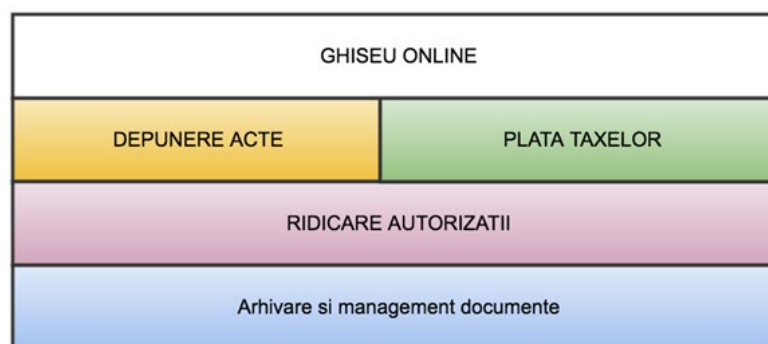 GHISEU ONLINE
DEPUNERE ACTE
PLATA TAXELOR
RIDICARE AUTORIZATII
Arhivare si management documente